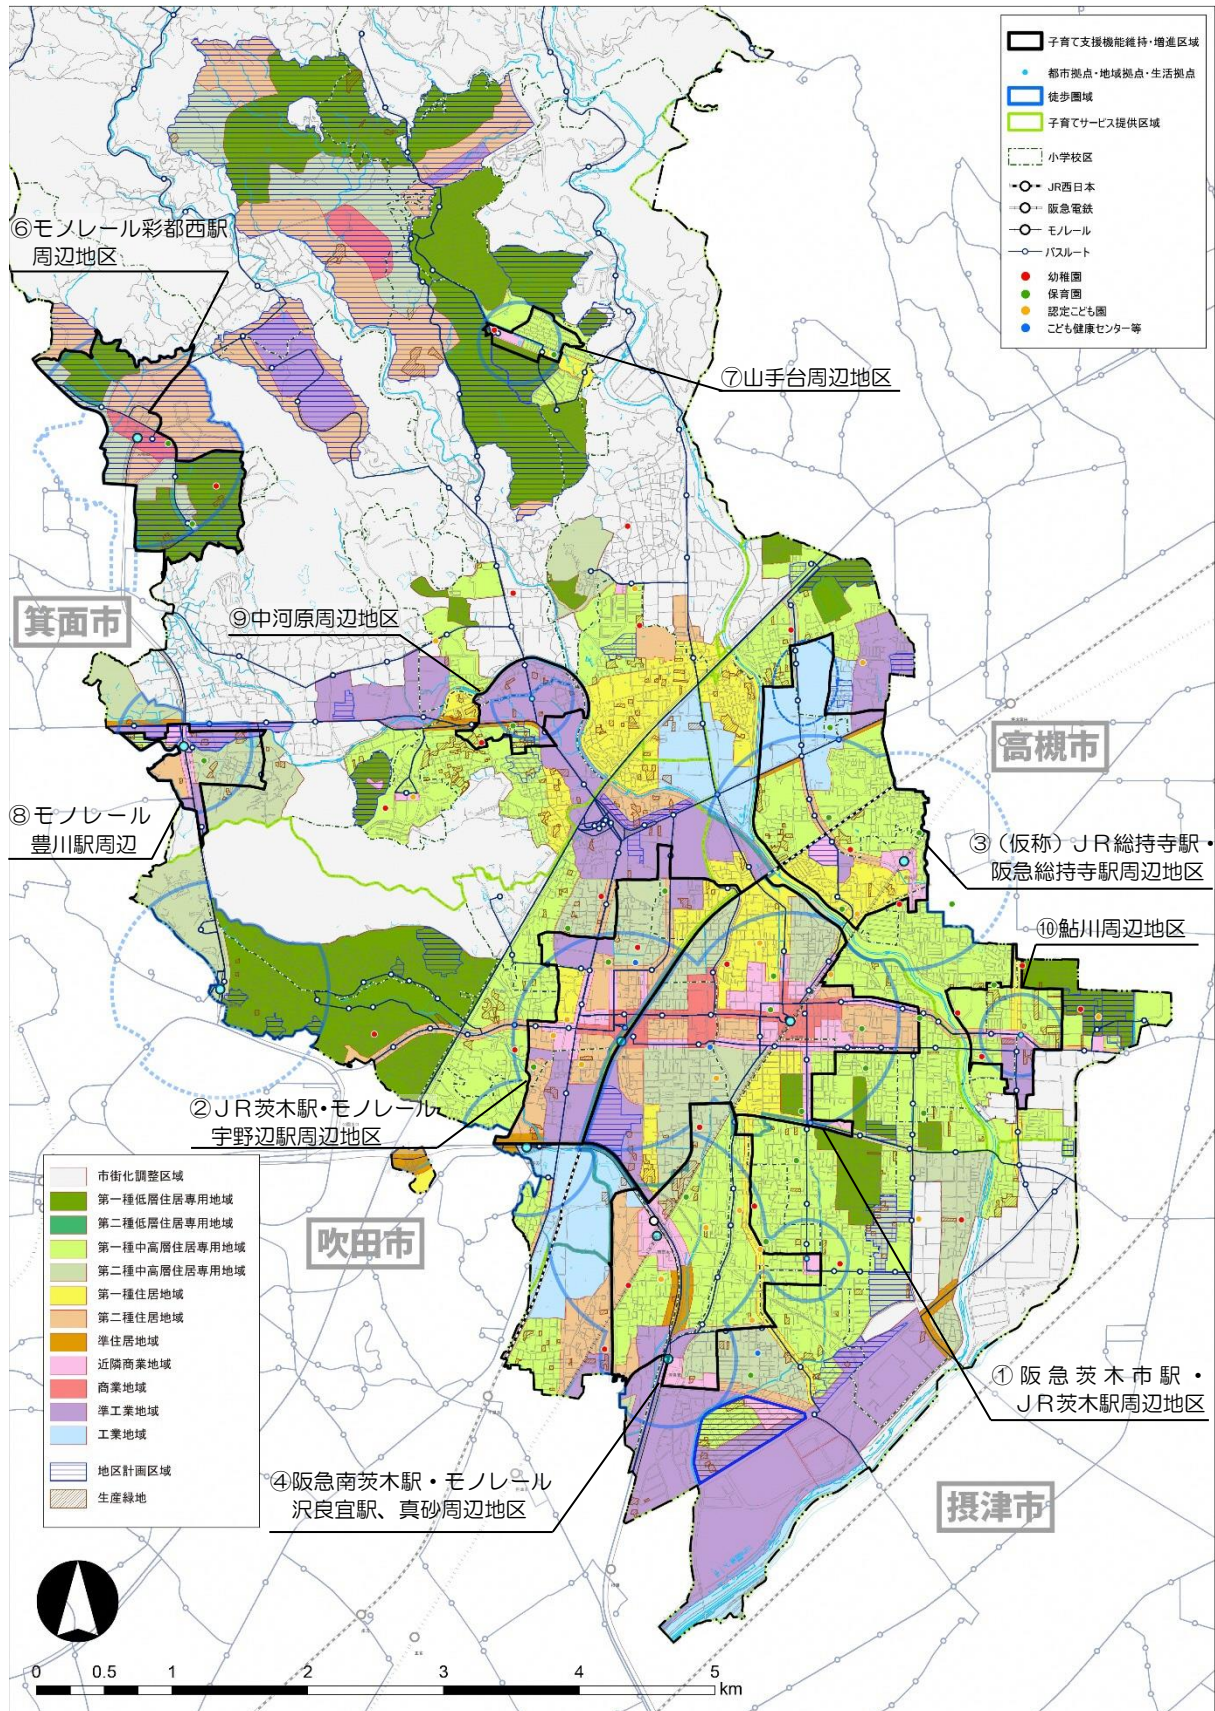 子育て支援機能維持・増進区域
都市拠点・地域拠点・生活拠点
徒歩圏域
子育てサービス提供区域
小学校区
JR西日本
阪急電鉄
モノレール
バスルート
幼稚園
保育園
認定こども園
こども健康センター等
⑥モノレール彩都西駅
周辺地区
⑦山手台周辺地区
箕面市
⑨中河原周辺地区
高槻市
⑧モノレール
豊川駅周辺
③（仮称）ＪＲ総持寺駅・
阪急総持寺駅周辺地区
⑩鮎川周辺地区
②ＪＲ茨木駅・モノレール
宇野辺駅周辺地区
市街化調整区域
第一種低層住居専用地域
第二種低層住居専用地域
第一種中高層住居専用地域
第二種中高層住居専用地域
第一種住居地域
第二種住居地域
準住居地域
近隣商業地域
商業地域
準工業地域
工業地域
地区計画区域
生産緑地
吹田市
①阪急茨木市駅・
ＪＲ茨木駅周辺地区
④阪急南茨木駅・モノレール
沢良宜駅、真砂周辺地区
摂津市
0 0.5 1 2 3 4 5
km